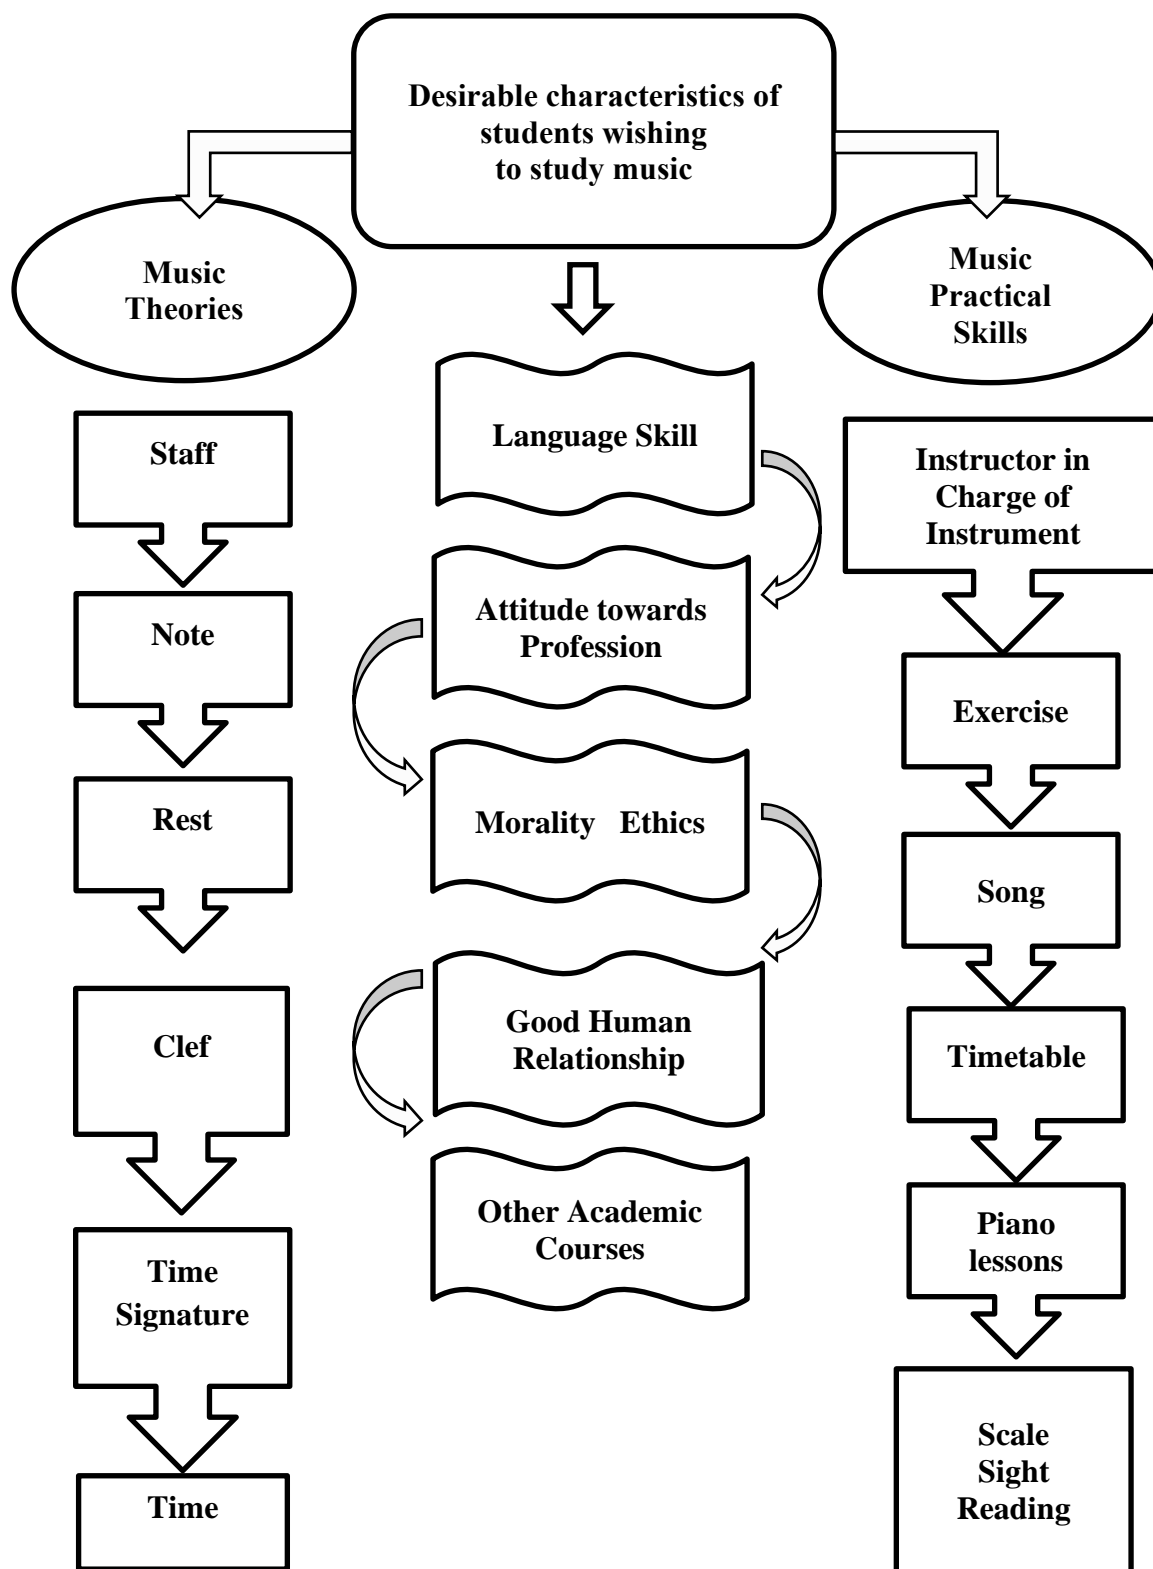 Desirable characteristics of
students wishing
to study music
Music
Theories
Staff
Note
Rest
Clef
Time
Signature
Time
Language Skill
Attitude towards
Profession
Morality Ethics
Good Human
Relationship
Other Academic
Courses
Music
Practical
Skills
Instructor in
Charge of
Instrument
Exercise
Song
Timetable
Piano
lessons
Scale
Sight
Reading